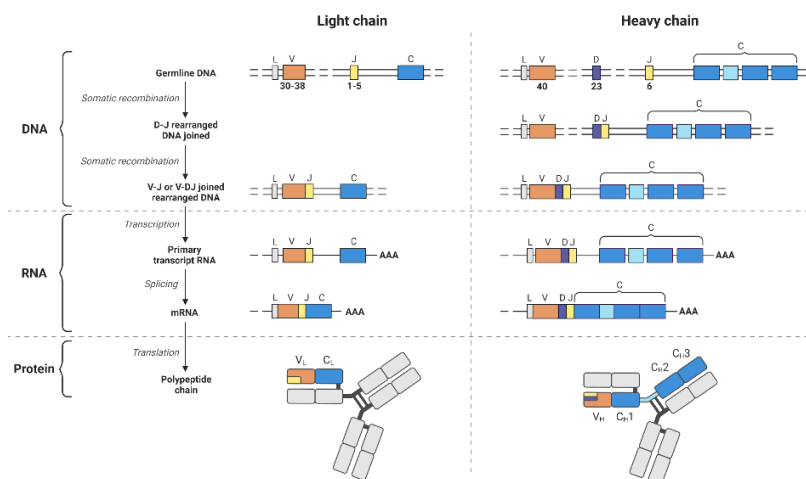 Light chain
Heavy chain
DNA
Germline DNA
Somatic recombination
D-J rearranged
DNA joined
Somatic recombination
V-J or V-DJ joined
rearranged DNA
L V J C
30-38 1-5
L V J C
L V D J C
40 23 6
L V D J C
L V D J C
RNA
Transcription
Primary
transcript RNA
Splicing
mRNA
L V J C
AAA
L V J C
AAA
L V D J C
AAA
L V D J C
AAA
Protein
Translation
Polypeptide
chain
VL CL
VH CH1 CH2 CH3